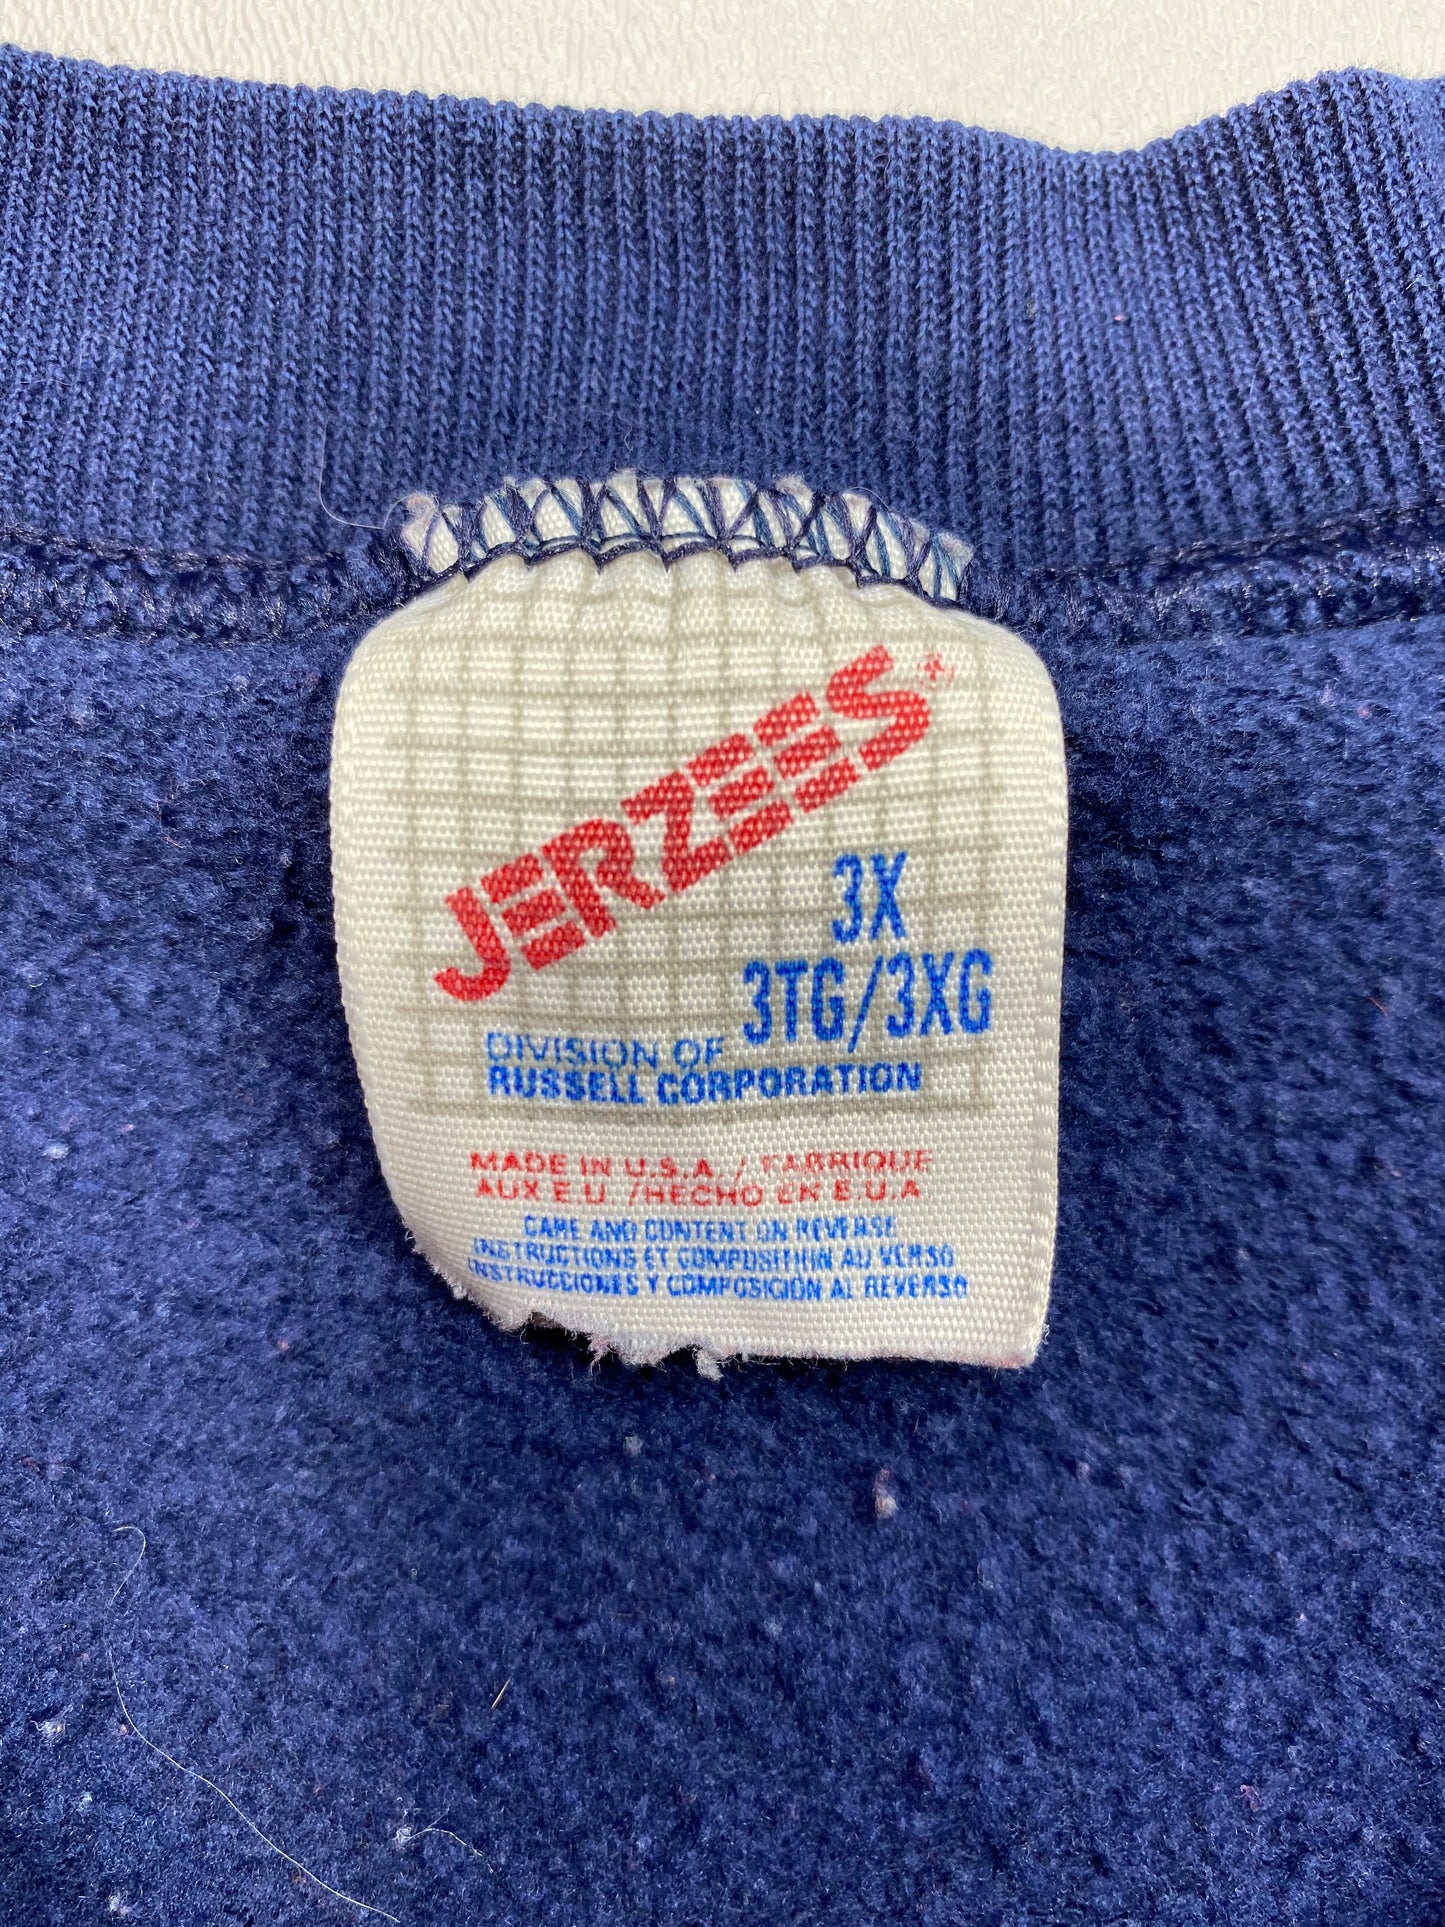 JERZEES®
3X
3TG/3XG
DIVISION OF
RUSSELL CORPORATION
MADE IN U.S.A. / FABRIQUE
AUX E.U. /HECHO EN E.U.A.
CARE AND CONTENT ON REVERSE
INSTRUCTIONS ET COMPOSITION AU VERSO
INSTRUCCIONES Y COMPOSICIÓN AL REVERSO